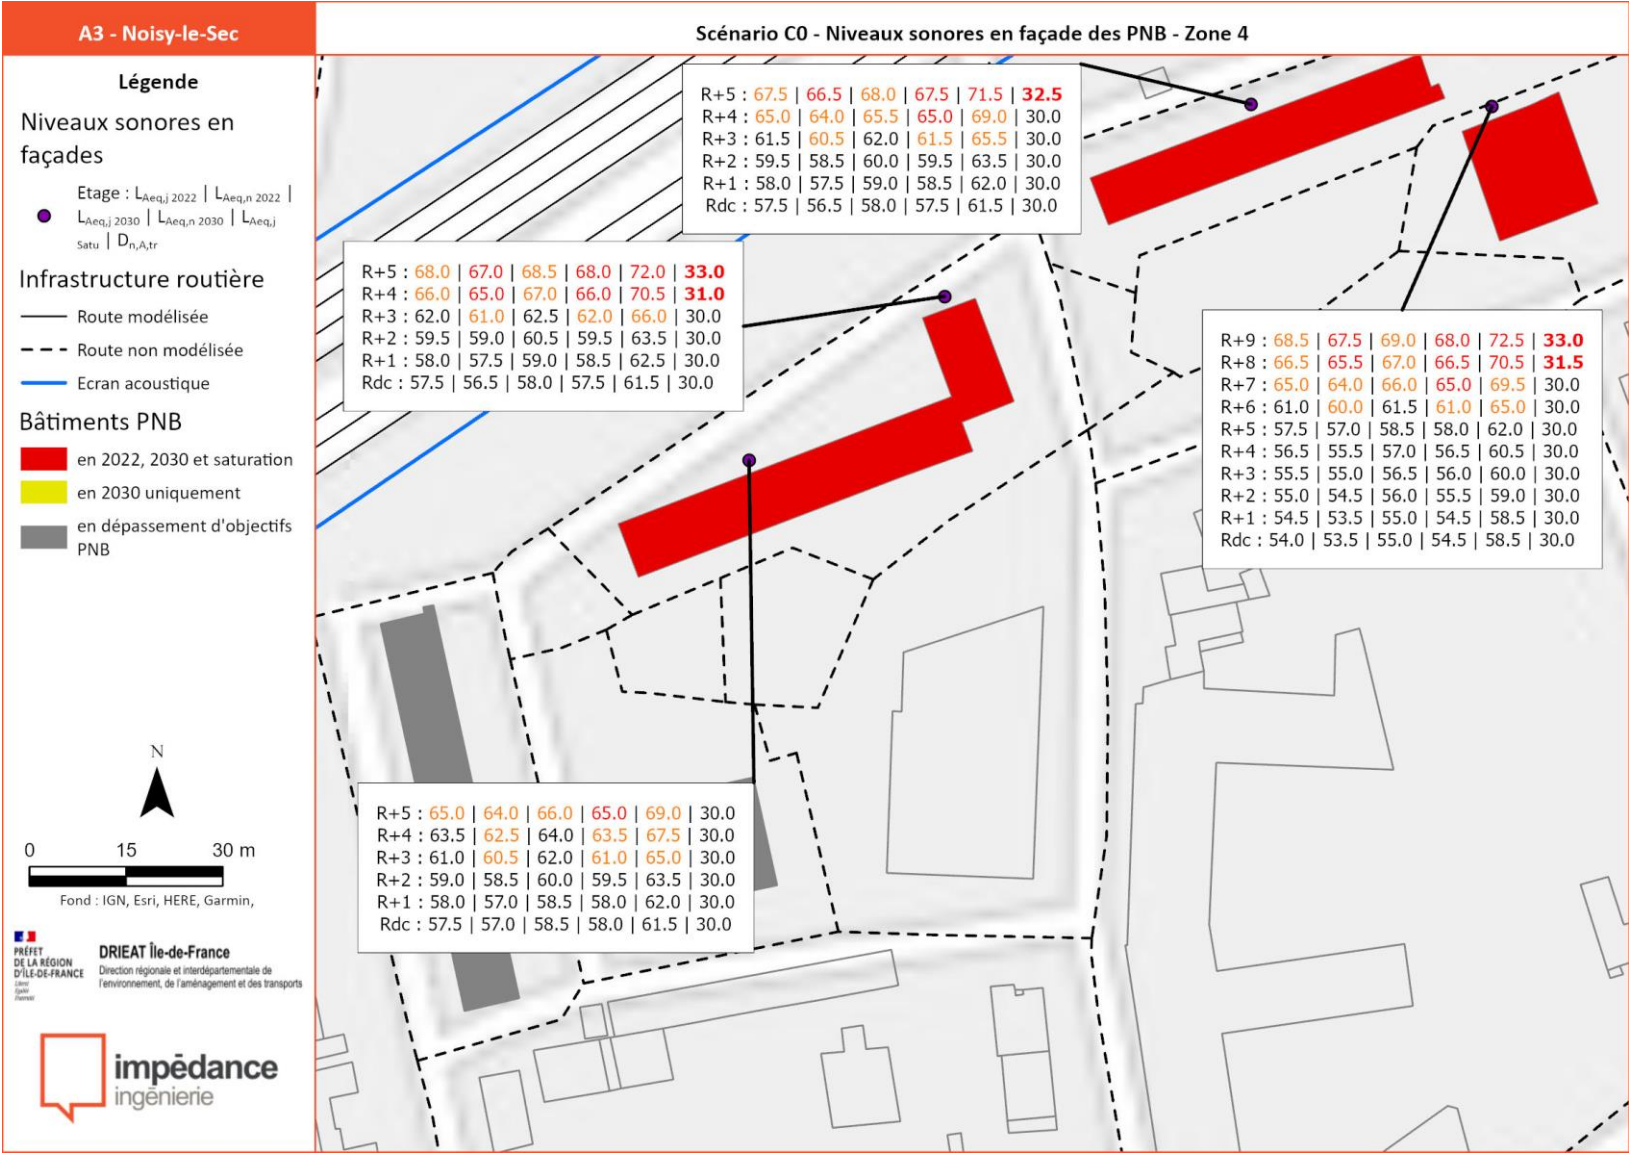 A3 - Noisy-le-Sec
Scénario C0 - Niveaux sonores en façade des PNB - Zone 4
Légende
Niveaux sonores en
façades
Etage : LAeq,j 2022 | LAeq,n 2022 |
LAeq,j 2030 | LAeq,n 2030 | LAeq,j
Satu | Dn,A,tr
Infrastructure routière
Route modélisée
Route non modélisée
Ecran acoustique
Bâtiments PNB
en 2022, 2030 et saturation
en 2030 uniquement
en dépassement d'objectifs
PNB
N
0 15 30 m
Fond : IGN, Esri, HERE, Garmin,
PRÉFET
DE LA RÉGION
D'ÎLE-DE-FRANCE
Liberté
Égalité
Fraternité
DRIEAT Île-de-France
Direction régionale et interdépartementale de
l'environnement, de l'aménagement et des transports
impédance
ingénierie
R+5 : 67.5 | 66.5 | 68.0 | 67.5 | 71.5 | 32.5
R+4 : 65.0 | 64.0 | 65.5 | 65.0 | 69.0 | 30.0
R+3 : 61.5 | 60.5 | 62.0 | 61.5 | 65.5 | 30.0
R+2 : 59.5 | 58.5 | 60.0 | 59.5 | 63.5 | 30.0
R+1 : 58.0 | 57.5 | 59.0 | 58.5 | 62.0 | 30.0
Rdc : 57.5 | 56.5 | 58.0 | 57.5 | 61.5 | 30.0
R+5 : 68.0 | 67.0 | 68.5 | 68.0 | 72.0 | 33.0
R+4 : 66.0 | 65.0 | 67.0 | 66.0 | 70.5 | 31.0
R+3 : 62.0 | 61.0 | 62.5 | 62.0 | 66.0 | 30.0
R+2 : 59.5 | 59.0 | 60.5 | 59.5 | 63.5 | 30.0
R+1 : 58.0 | 57.5 | 59.0 | 58.5 | 62.5 | 30.0
Rdc : 57.5 | 56.5 | 58.0 | 57.5 | 61.5 | 30.0
R+9 : 68.5 | 67.5 | 69.0 | 68.0 | 72.5 | 33.0
R+8 : 66.5 | 65.5 | 67.0 | 66.5 | 70.5 | 31.5
R+7 : 65.0 | 64.0 | 66.0 | 65.0 | 69.5 | 30.0
R+6 : 61.0 | 60.0 | 61.5 | 61.0 | 65.0 | 30.0
R+5 : 57.5 | 57.0 | 58.5 | 58.0 | 62.0 | 30.0
R+4 : 56.5 | 55.5 | 57.0 | 56.5 | 60.5 | 30.0
R+3 : 55.5 | 55.0 | 56.5 | 56.0 | 60.0 | 30.0
R+2 : 55.0 | 54.5 | 56.0 | 55.5 | 59.0 | 30.0
R+1 : 54.5 | 53.5 | 55.0 | 54.5 | 58.5 | 30.0
Rdc : 54.0 | 53.5 | 55.0 | 54.5 | 58.5 | 30.0
R+5 : 65.0 | 64.0 | 66.0 | 65.0 | 69.0 | 30.0
R+4 : 63.5 | 62.5 | 64.0 | 63.5 | 67.5 | 30.0
R+3 : 61.0 | 60.5 | 62.0 | 61.0 | 65.0 | 30.0
R+2 : 59.0 | 58.5 | 60.0 | 59.5 | 63.5 | 30.0
R+1 : 58.0 | 57.0 | 58.5 | 58.0 | 62.0 | 30.0
Rdc : 57.5 | 57.0 | 58.5 | 58.0 | 61.5 | 30.0